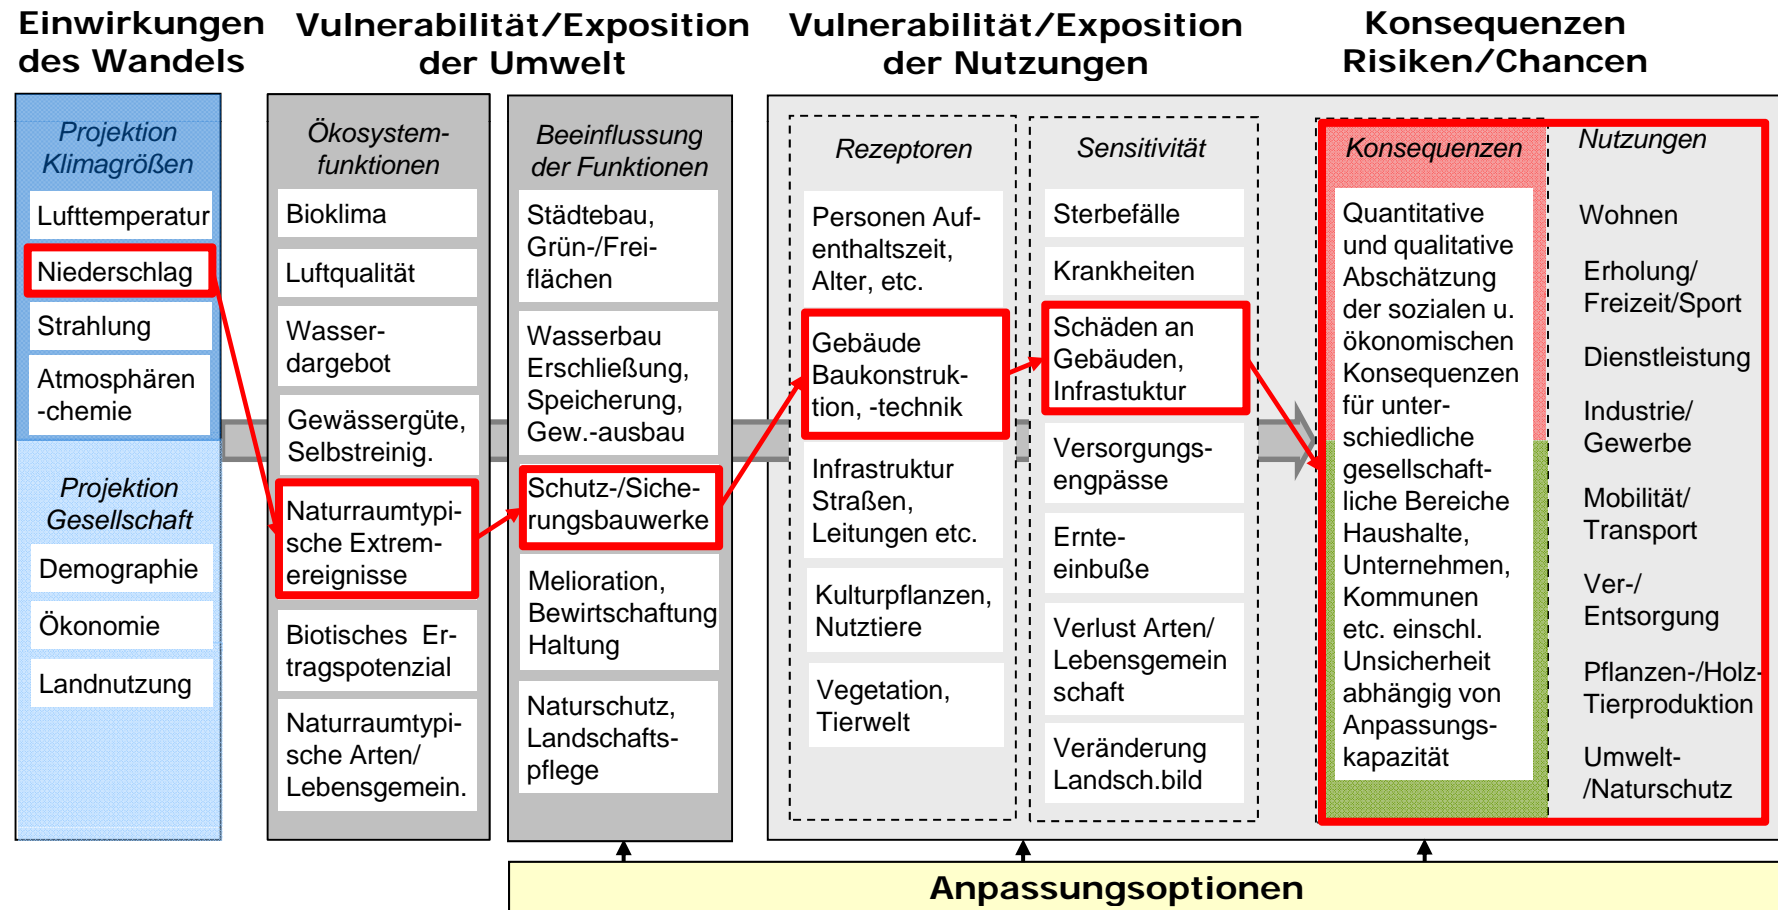 Einwirkungen
des Wandels
Vulnerabilität/Exposition
der Umwelt
Vulnerabilität/Exposition
der Nutzungen
Konsequenzen
Risiken/Chancen
Projektion
Klimagrößen
Lufttemperatur
Niederschlag
Strahlung
Atmosphären
-chemie
Projektion
Gesellschaft
Demographie
Ökonomie
Landnutzung
Ökosystem-
funktionen
Bioklima
Luftqualität
Wasser-
dargebot
Gewässergüte,
Selbstreinig.
Naturraumtypi-
sche Extrem-
ereignisse
Biotisches Er-
tragspotenzial
Naturraumtypi-
sche Arten/
Lebensgemein.
Beeinflussung
der Funktionen
Städtebau,
Grün-/Frei-
flächen
Wasserbau
Erschließung,
Speicherung,
Gew.-ausbau
Schutz-/Siche-
rungsbauwerke
Melioration,
Bewirtschaftung
Haltung
Naturschutz,
Landschafts-
pflege
Rezeptoren
Personen Auf-
enthaltszeit,
Alter, etc.
Gebäude
Baukonstruk-
tion, -technik
Infrastruktur
Straßen,
Leitungen etc.
Kulturpflanzen,
Nutztiere
Vegetation,
Tierwelt
Sensitivität
Sterbefälle
Krankheiten
Schäden an
Gebäuden,
Infrastuktur
Versorgungs-
engpässe
Ernte-
einbuße
Verlust Arten/
Lebensgemein
schaft
Veränderung
Landsch.bild
Konsequenzen
Quantitative
und qualitative
Abschätzung
der sozialen u.
ökonomischen
Konsequenzen
für unter-
schiedliche
gesellschaft-
liche Bereiche
Haushalte,
Unternehmen,
Kommunen
etc. einschl.
Unsicherheit
abhängig von
Anpassungs-
kapazität
Nutzungen
Wohnen
Erholung/
Freizeit/Sport
Dienstleistung
Industrie/
Gewerbe
Mobilität/
Transport
Ver-/
Entsorgung
Pflanzen-/Holz-
Tierproduktion
Umwelt-
/Naturschutz
Anpassungsoptionen